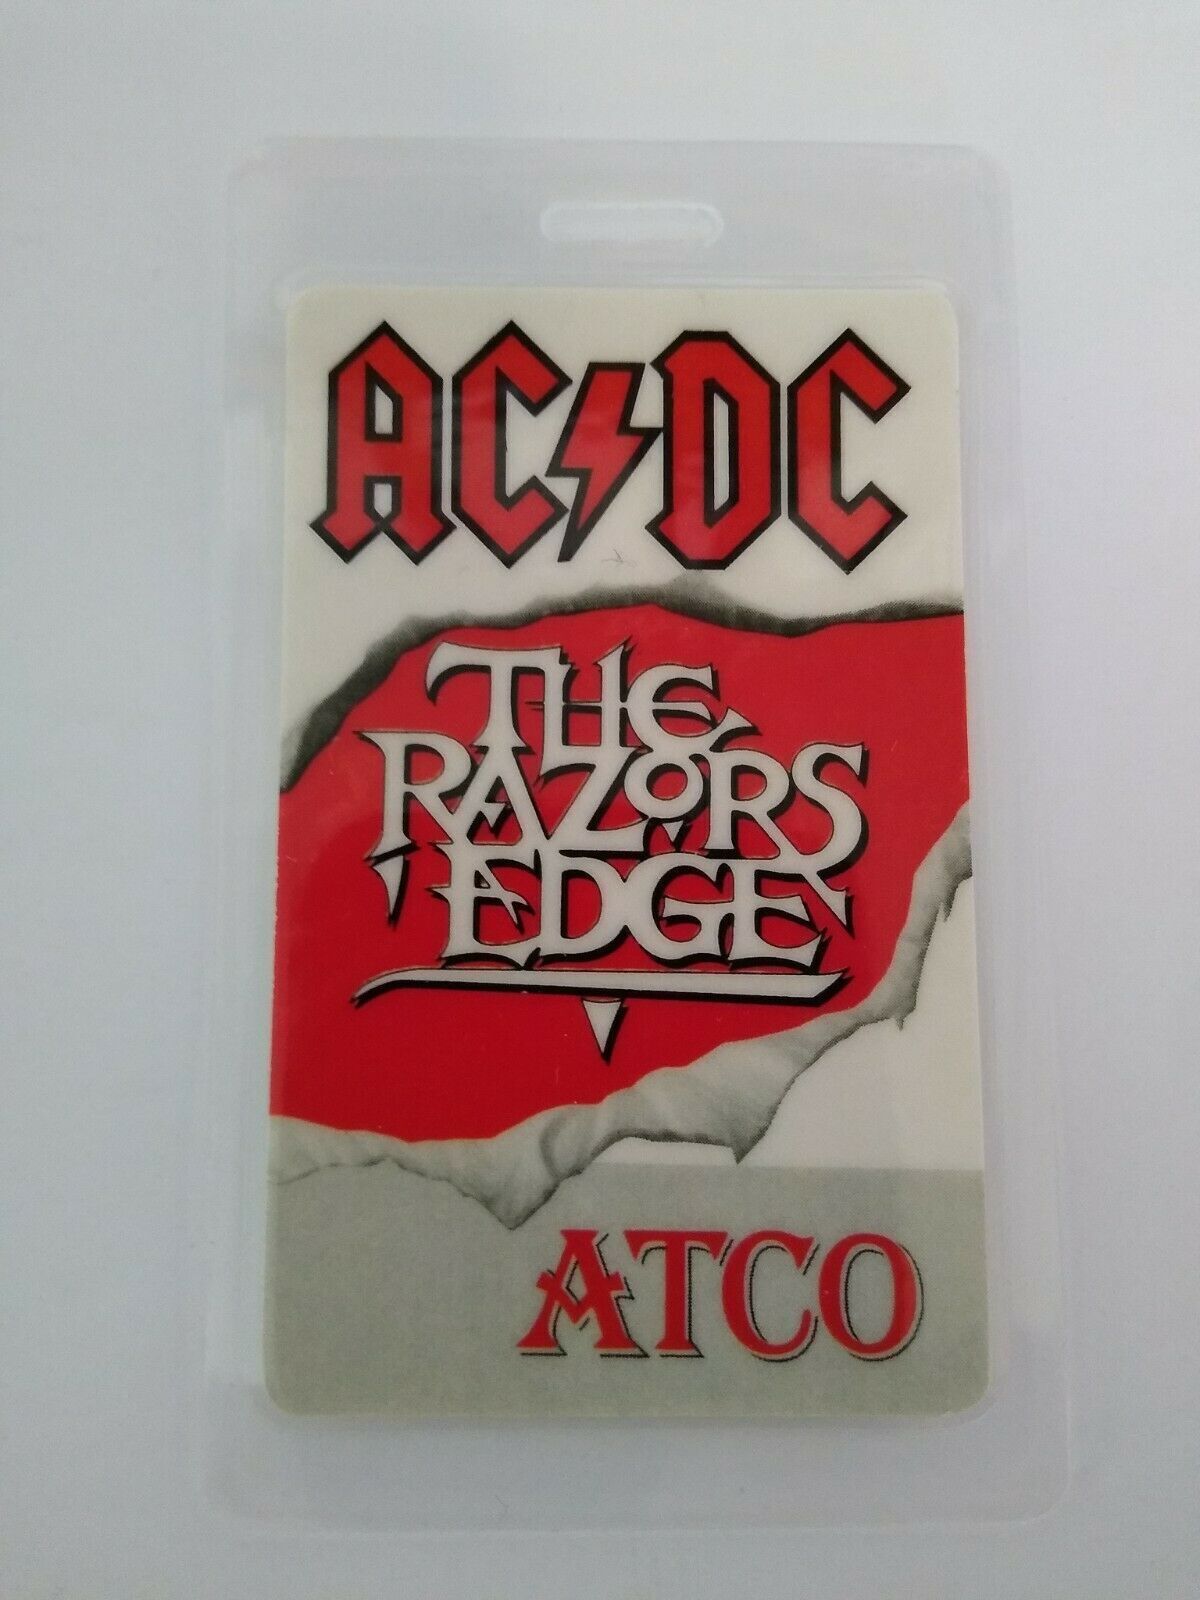 AC⚡DC
THE
RAZORS
EDGE
ATCO